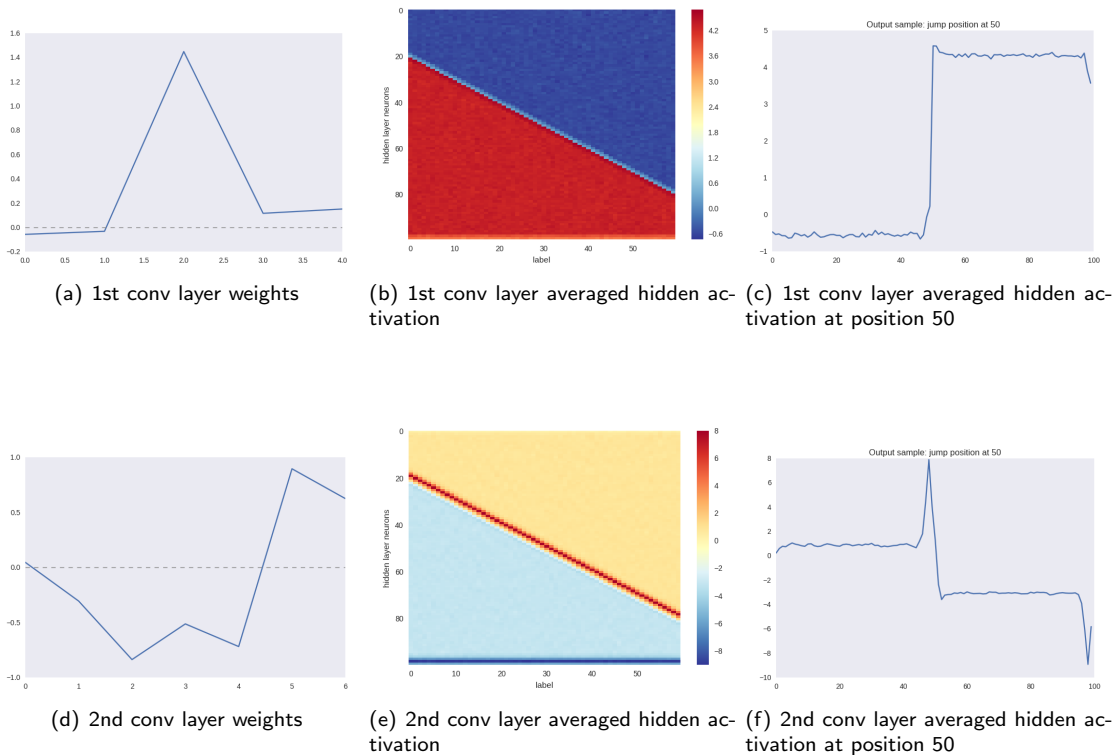 1.6
1.4
1.2
1.0
0.8
0.6
0.4
0.2
0.0
−0.2
0.0 0.5 1.0 1.5 2.0 2.5 3.0 3.5 4.0
(a) 1st conv layer weights
0
20
40
60
80
hidden layer neurons
0 10 20 30 40 50
label
4.2
3.6
3.0
2.4
1.8
1.2
0.6
0.0
−0.6
(b) 1st conv layer averaged hidden ac-
tivation
Output sample: jump position at 50
5
4
3
2
1
0
−1
0 20 40 60 80 100
(c) 1st conv layer averaged hidden ac-
tivation at position 50
1.0
0.5
0.0
−0.5
−1.0
0 1 2 3 4 5 6
(d) 2nd conv layer weights
0
20
40
60
80
hidden layer neurons
0 10 20 30 40 50
label
8
6
4
2
0
−2
−4
−6
−8
(e) 2nd conv layer averaged hidden ac-
tivation
Output sample: jump position at 50
8
6
4
2
0
−2
−4
−6
−8
−10
0 20 40 60 80 100
(f) 2nd conv layer averaged hidden ac-
tivation at position 50